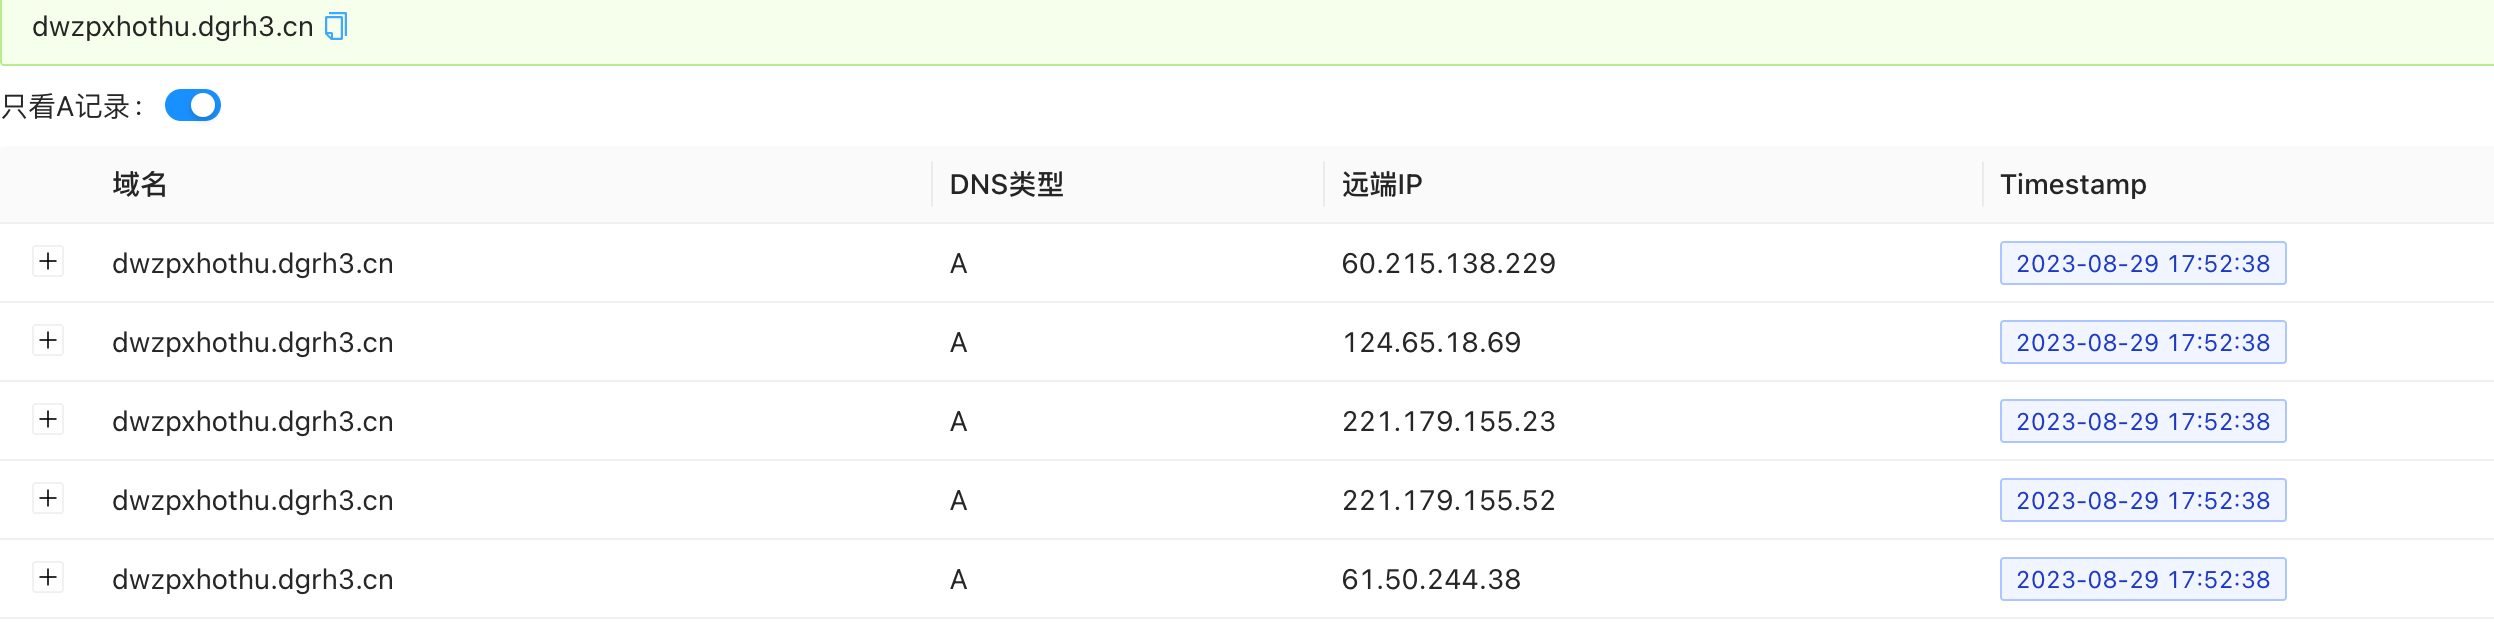 dwzpxhothu.dgrh3.cn
只看A记录：
域名 DNS类型 远端IP Timestamp
dwzpxhothu.dgrh3.cn A 60.215.138.229 2023-08-29 17:52:38
dwzpxhothu.dgrh3.cn A 124.65.18.69 2023-08-29 17:52:38
dwzpxhothu.dgrh3.cn A 221.179.155.23 2023-08-29 17:52:38
dwzpxhothu.dgrh3.cn A 221.179.155.52 2023-08-29 17:52:38
dwzpxhothu.dgrh3.cn A 61.50.244.38 2023-08-29 17:52:38